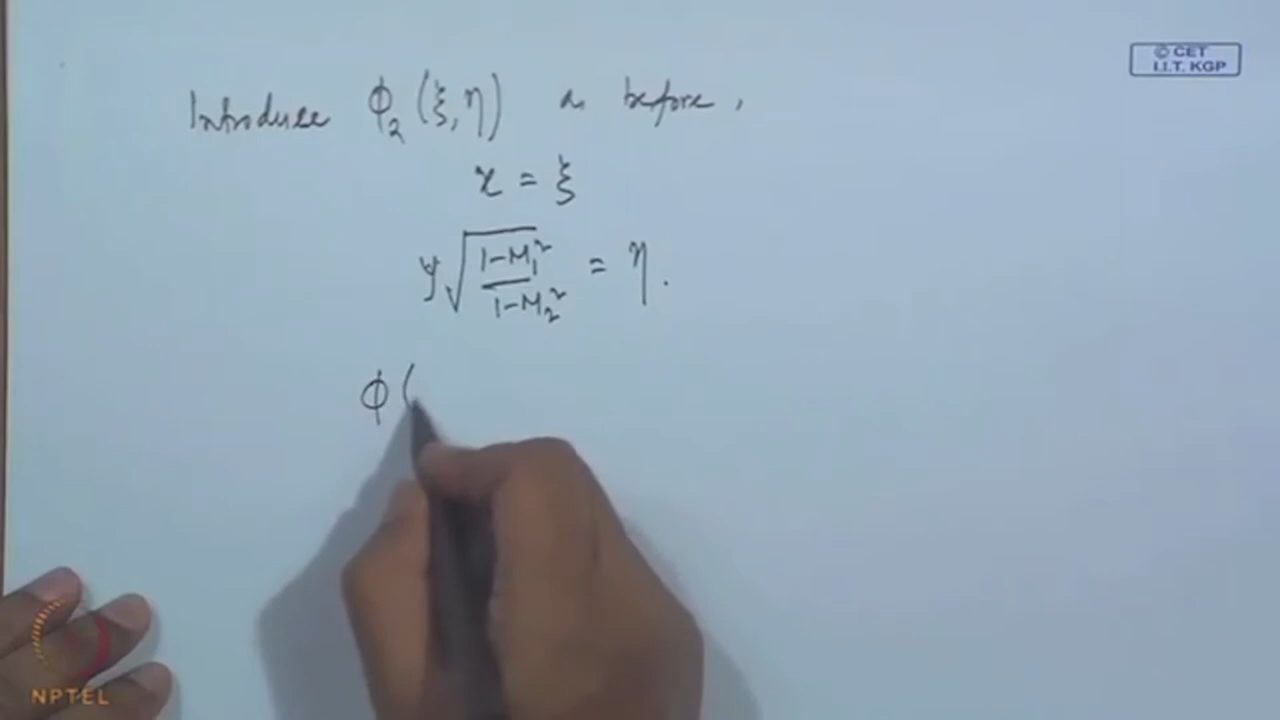 © CET
I.I.T. KGP
Introduce ϕ₂(ξ,η) as before,
x = ξ
y√((1-M₁²)/(1-M₂²)) = η.
ϕ(
NPTEL